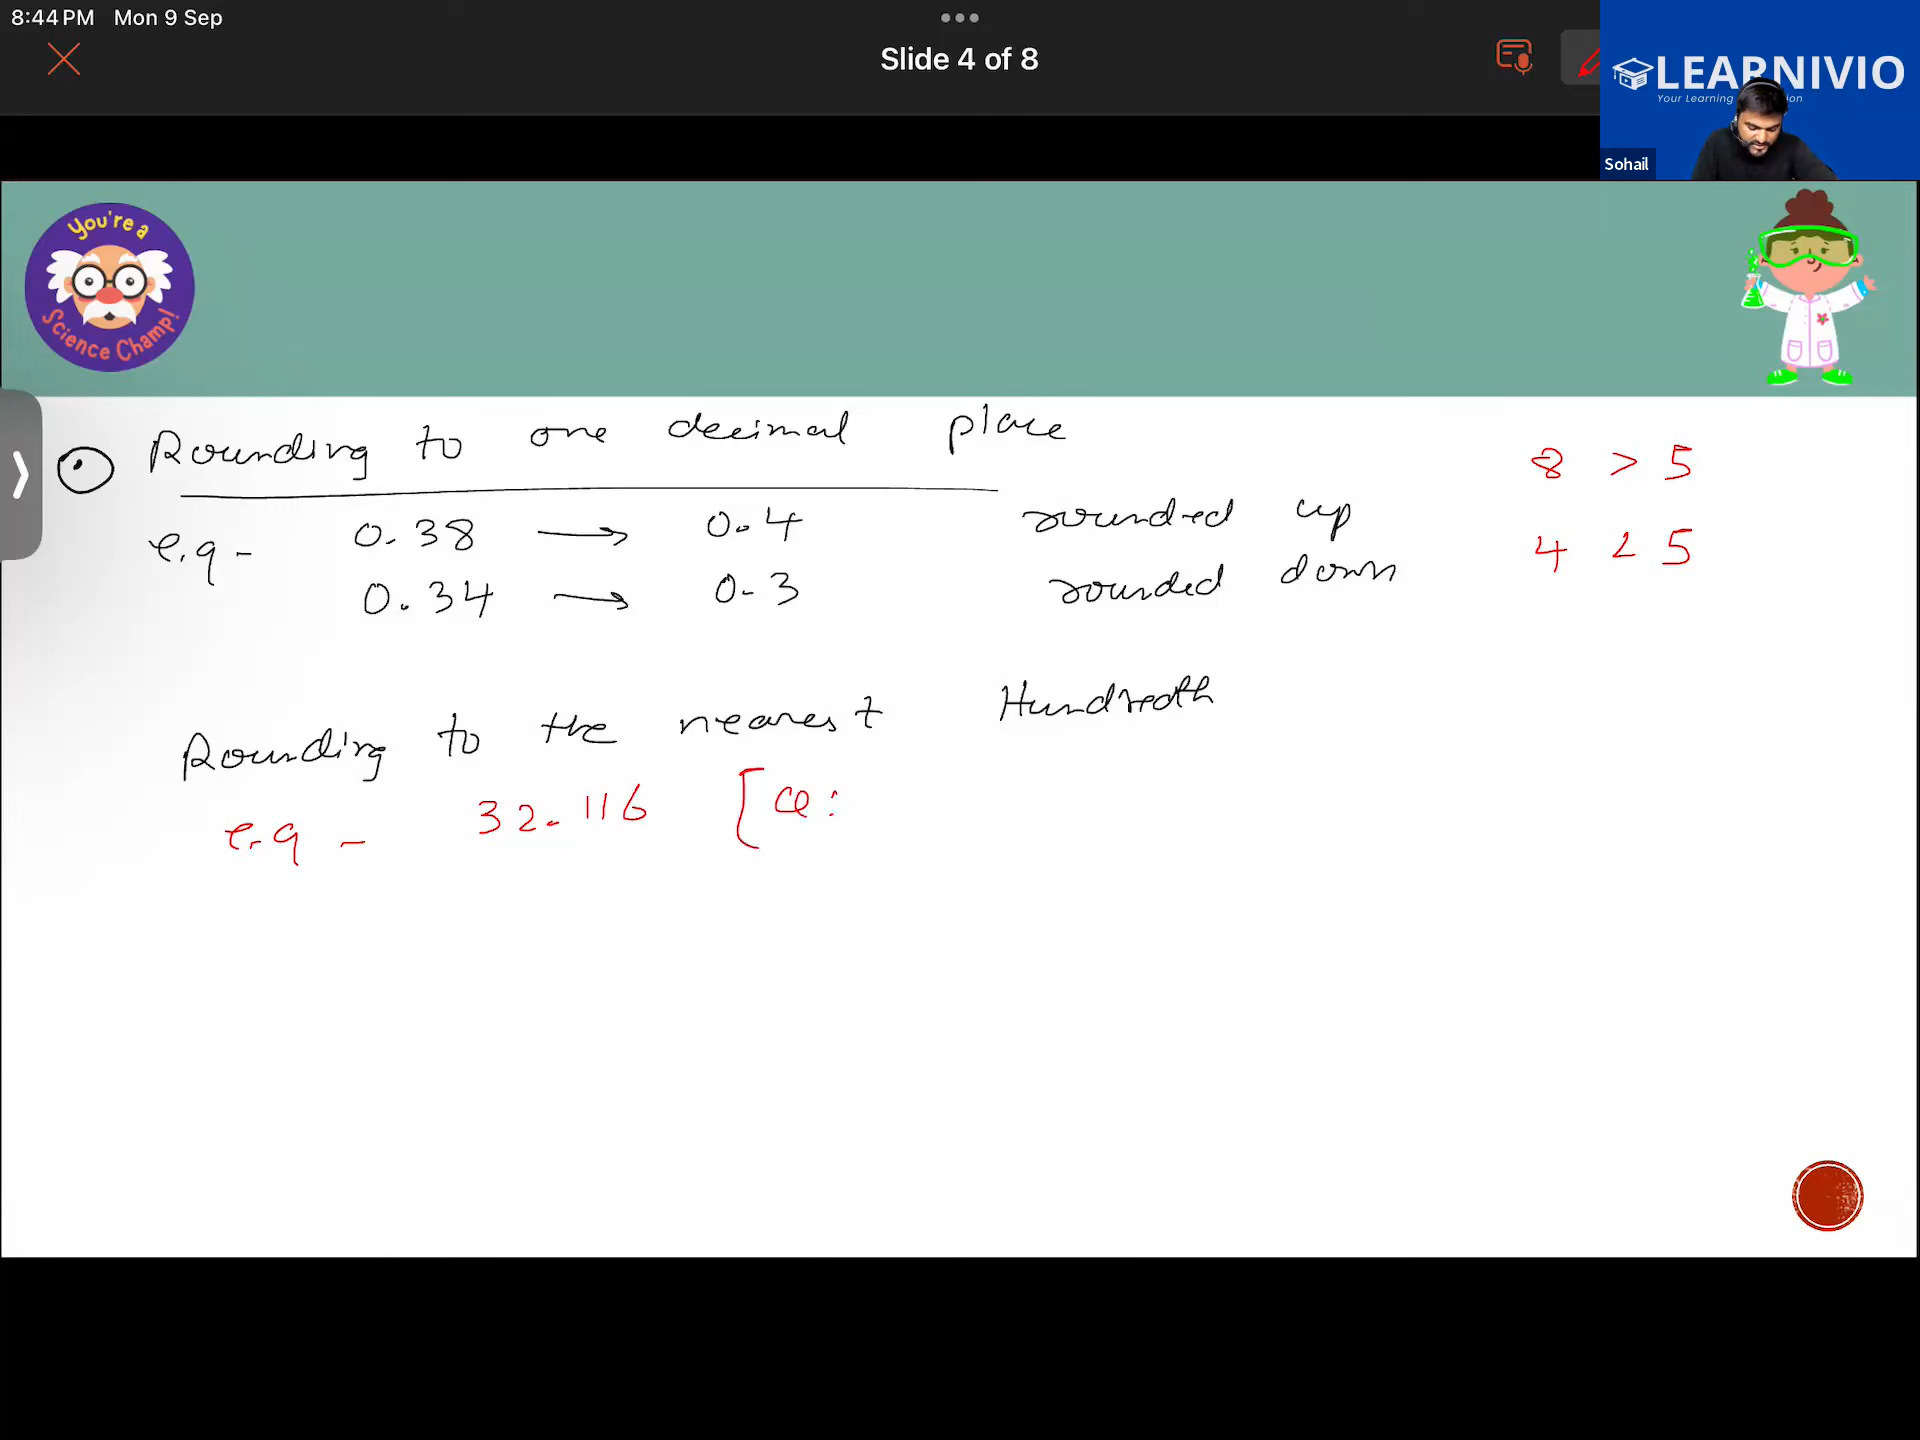 8:44 PM Mon 9 Sep
Slide 4 of 8
LEARNIVIO
Your Learning
Sohail
You're a
Science Champ!
Rounding to one decimal place
e.g - 0.38 → 0.4 rounded up
0.34 → 0.3 rounded down
8 > 5
4 < 5
Rounding to the nearest Hundredth
e.g - 32.116 [Q: